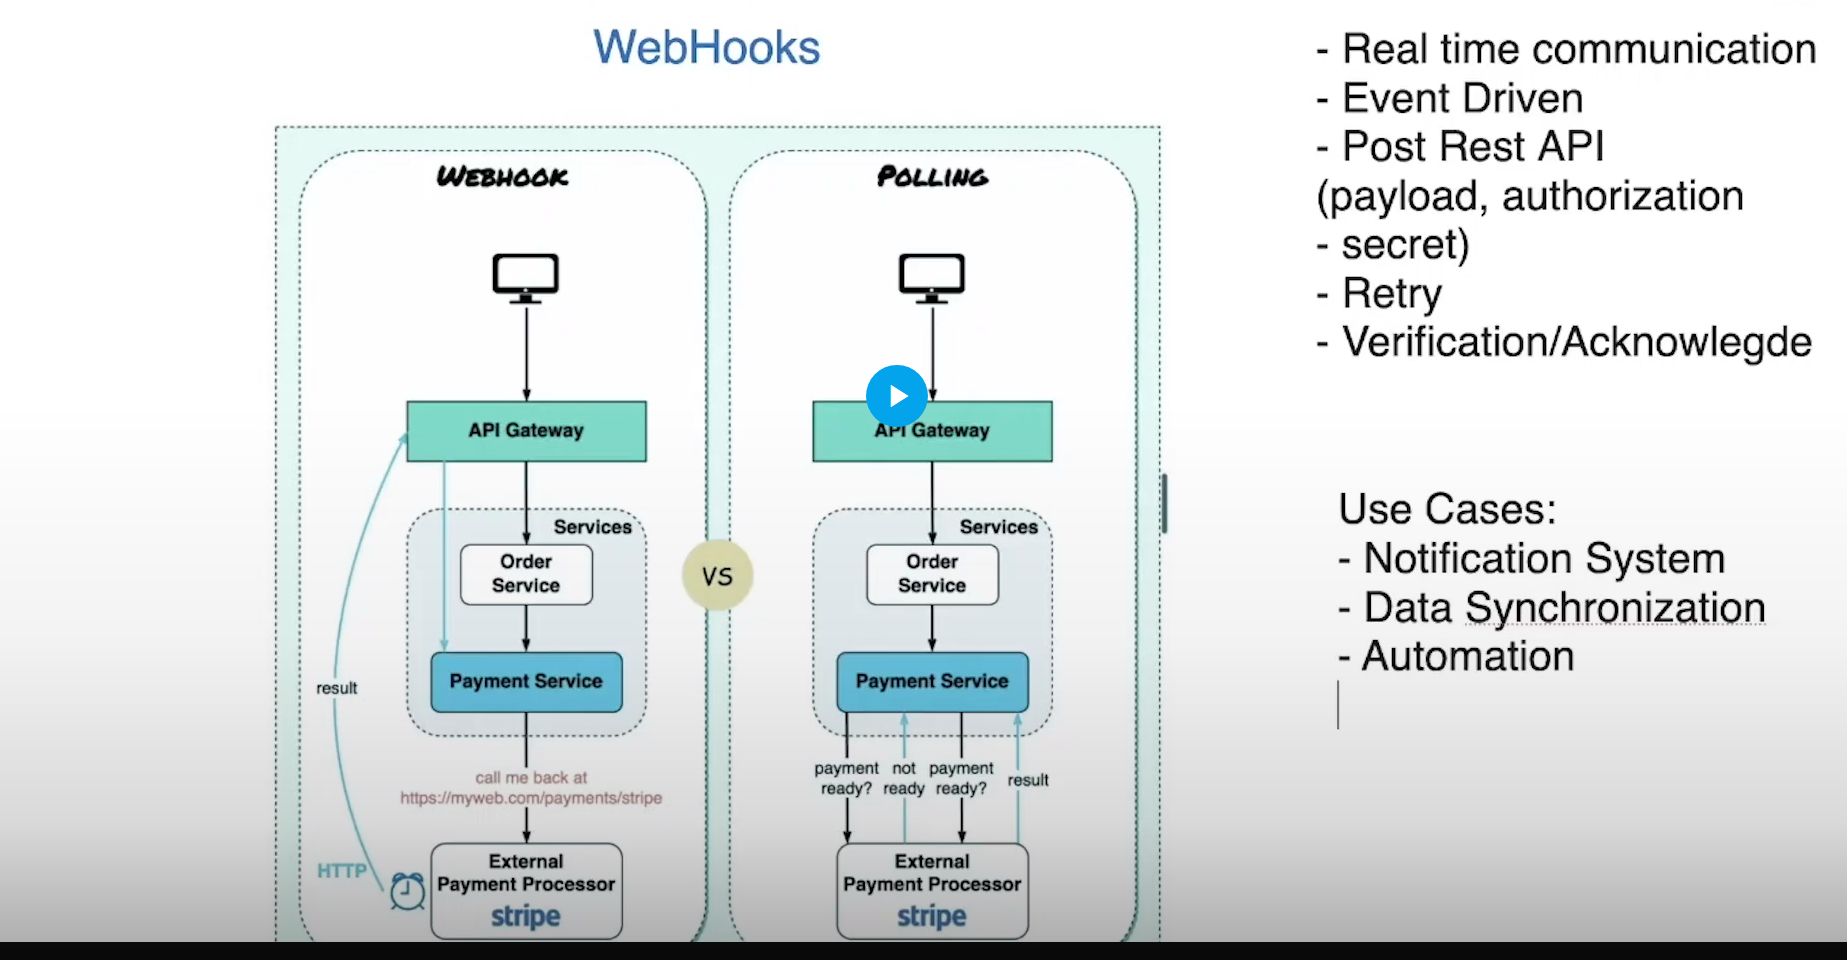 WebHooks
WEBHOOK
API Gateway
Services
Order
Service
Payment Service
result
call me back at
https://myweb.com/payments/stripe
HTTP
External
Payment Processor
stripe
VS
POLLING
API Gateway
Services
Order
Service
Payment Service
payment
ready?
not
ready
payment
ready?
result
External
Payment Processor
stripe
- Real time communication
- Event Driven
- Post Rest API
(payload, authorization
- secret)
- Retry
- Verification/Acknowlegde
Use Cases:
- Notification System
- Data Synchronization
- Automation